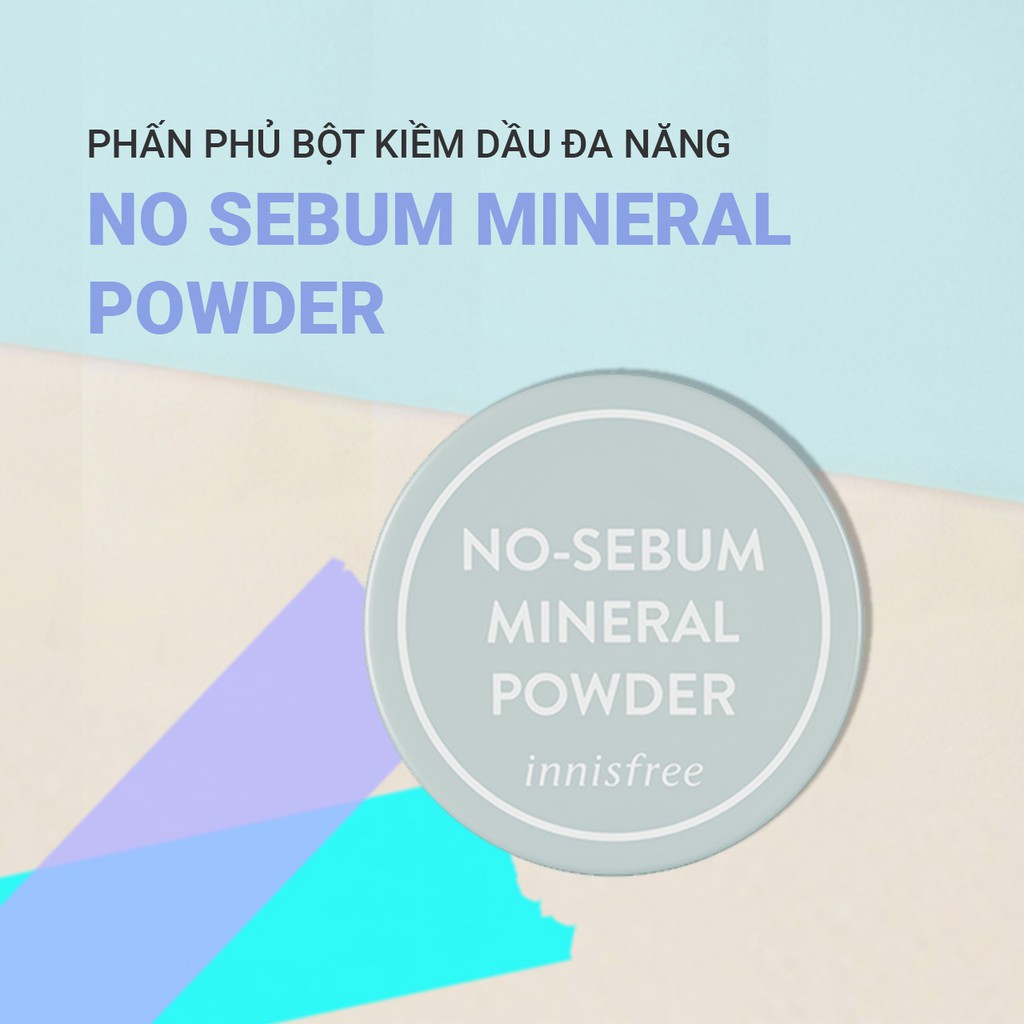 PHẤN PHỦ BỘT KIỀM DẦU ĐA NĂNG
NO SEBUM MINERAL
POWDER
NO-SEBUM
MINERAL
POWDER
innisfree